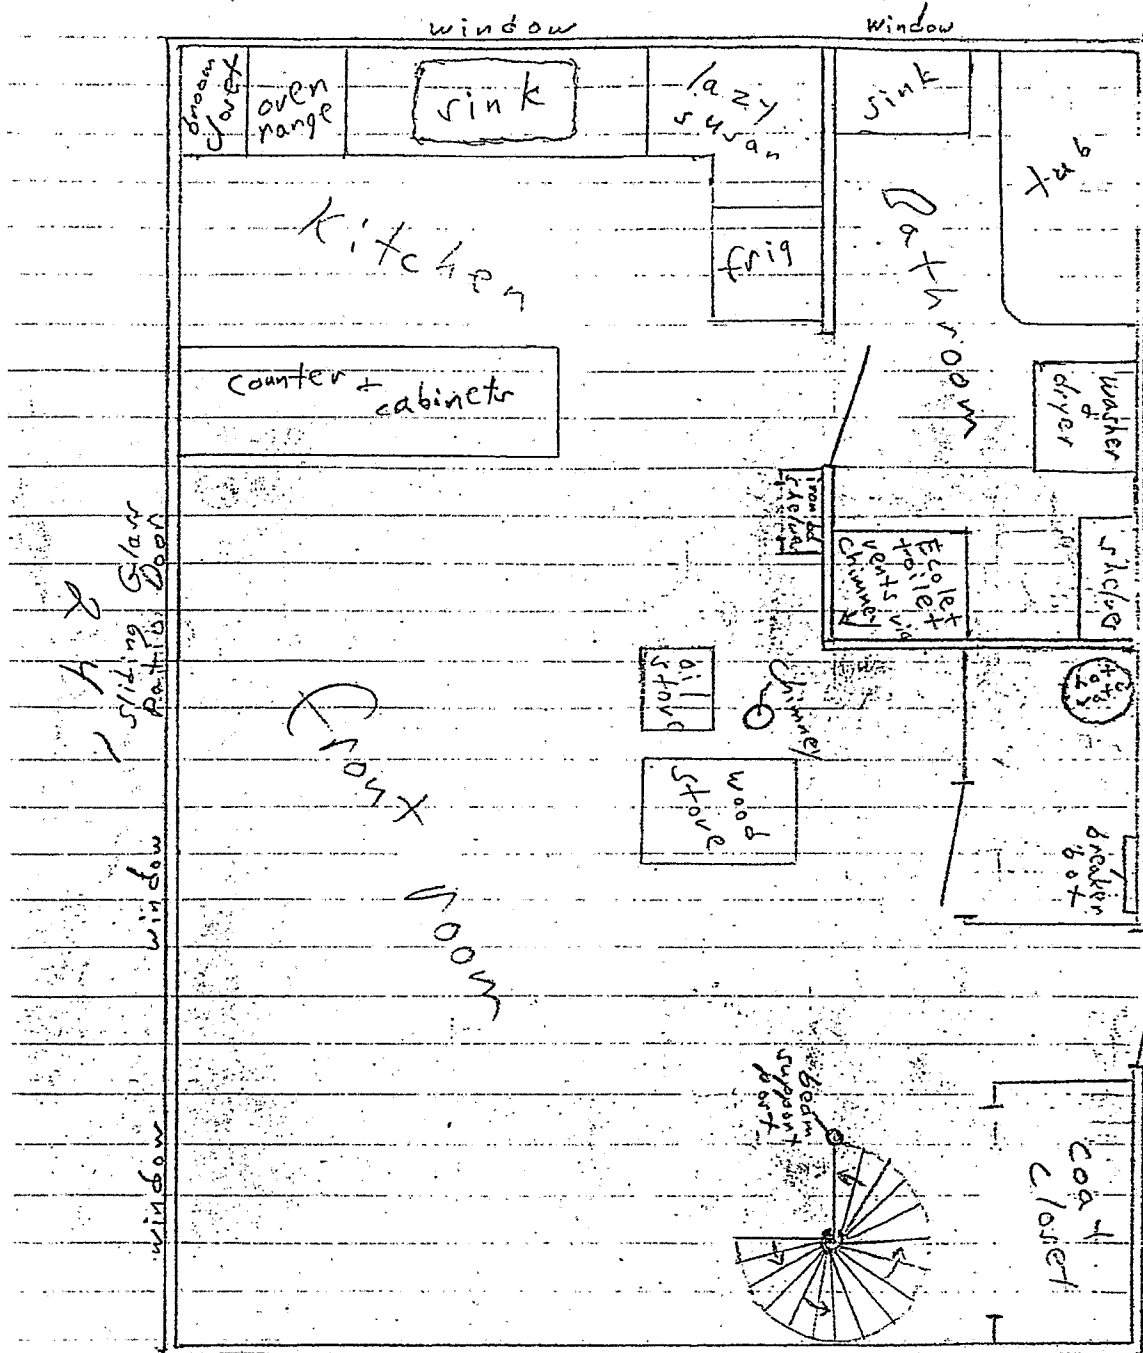 window
window
broom
closet
oven
range
sink
lazy
susan
sink
tub
Kitchen
frig
Bathroom
counter +
cabinets
washer
&
dryer
shelves
Ecolet
toilet
vents via
chimney
shelves
Sliding Glass
Patio Door
oil
stove
chimney
wood
stove
breaker
box
Front
room
window
window
beam
support
post
coat
closet